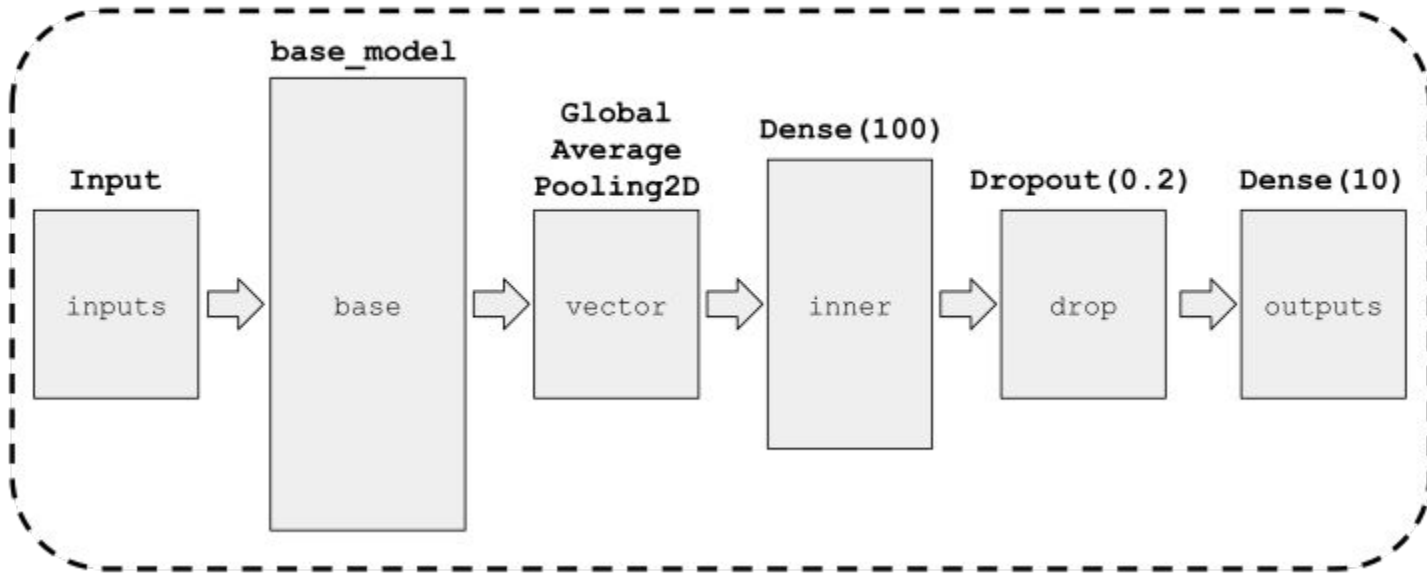 Input
inputs
base_model
base
Global
Average
Pooling2D
vector
Dense(100)
inner
Dropout(0.2)
drop
Dense(10)
outputs